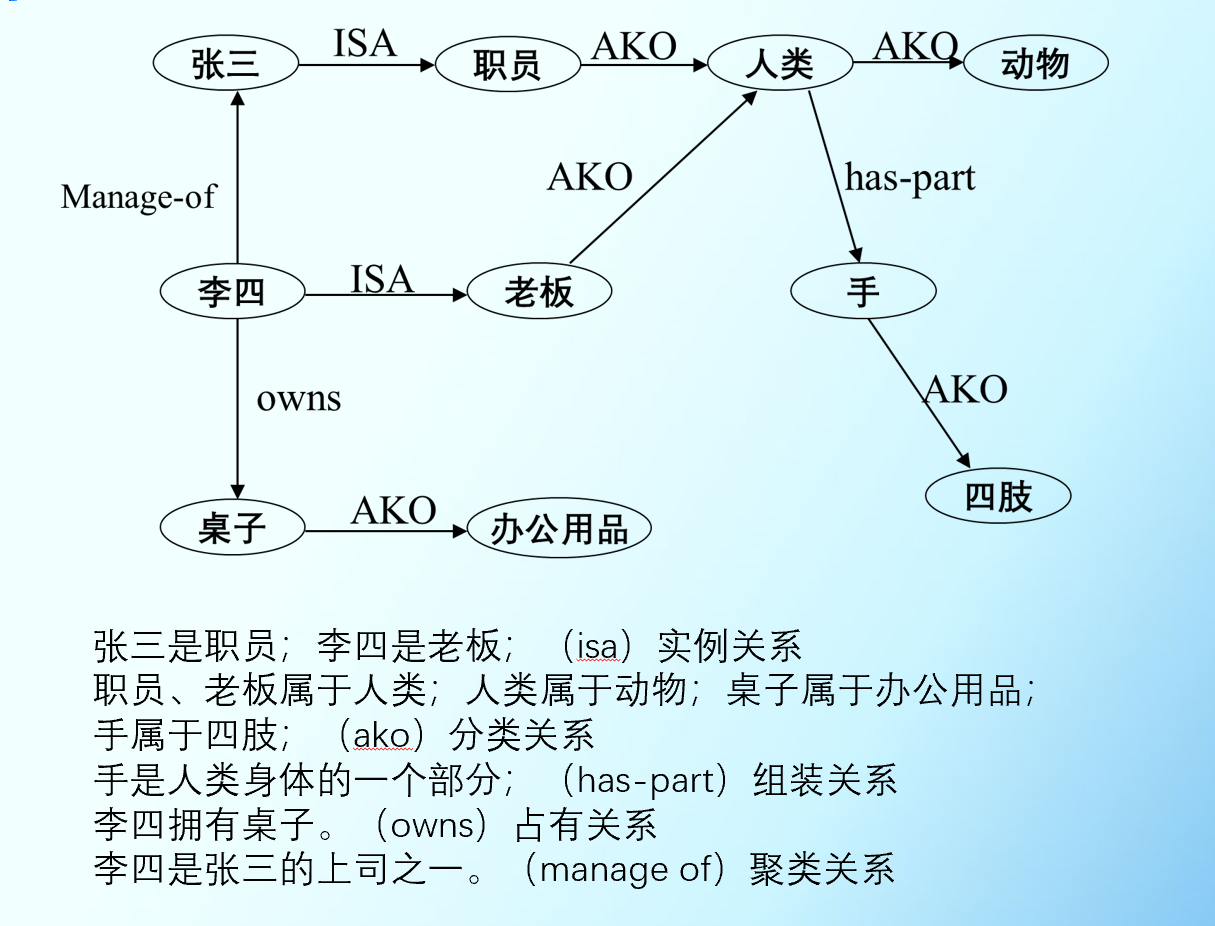 张三
ISA
职员
AKO
人类
AKO
动物
Manage-of
AKO
has-part
李四
ISA
老板
手
owns
AKO
四肢
桌子
AKO
办公用品
张三是职员；李四是老板；（isa）实例关系
职员、老板属于人类；人类属于动物；桌子属于办公用品；
手属于四肢；（ako）分类关系
手是人类身体的一个部分；（has-part）组装关系
李四拥有桌子。（owns）占有关系
李四是张三的上司之一。（manage of）聚类关系